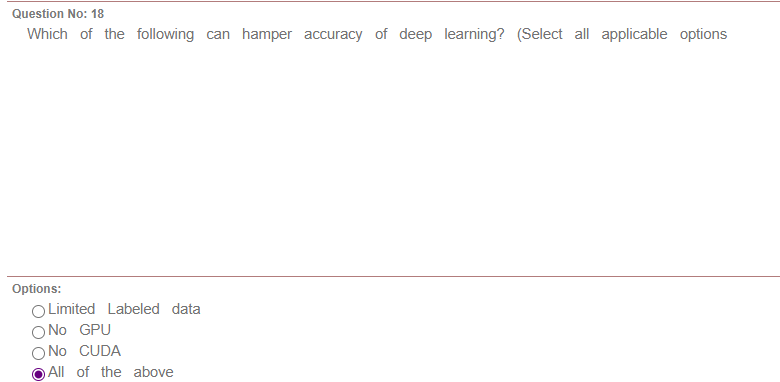 Question No: 18
Which of the following can hamper accuracy of deep learning? (Select all applicable options
Options:
Limited Labeled data
No GPU
No CUDA
All of the above